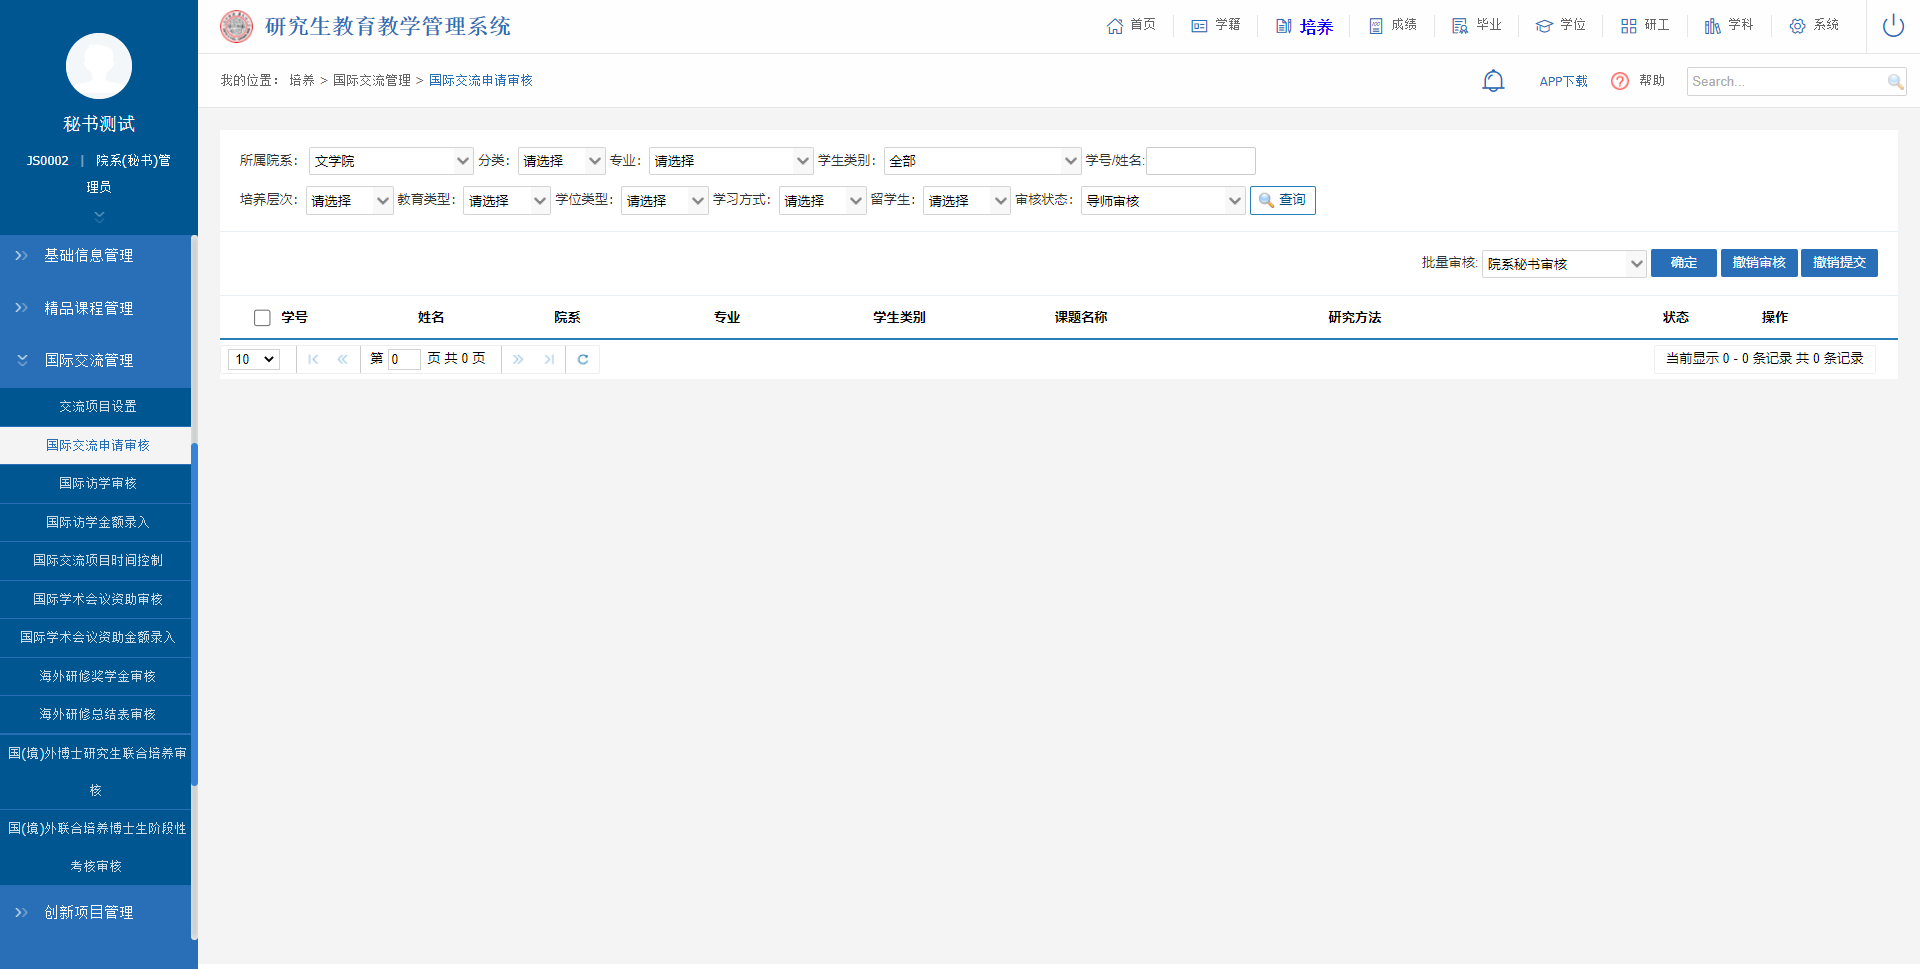 研究生教育教学管理系统
首页
学籍
培养
成绩
毕业
学位
研工
学科
系统
秘书测试
JS0002 | 院系(秘书)管
理员
我的位置： 培养 > 国际交流管理 > 国际交流申请审核
APP下载
帮助
Search...
基础信息管理
精品课程管理
国际交流管理
交流项目设置
国际交流申请审核
国际访学审核
国际访学金额录入
国际交流项目时间控制
国际学术会议资助审核
国际学术会议资助金额录入
海外研修奖学金审核
海外研修总结表审核
国(境)外博士研究生联合培养审
核
国(境)外联合培养博士生阶段性
考核审核
创新项目管理
所属院系： 文学院 分类： 请选择 专业： 请选择 学生类别： 全部 学号/姓名:
培养层次： 请选择 教育类型： 请选择 学位类型： 请选择 学习方式： 请选择 留学生： 请选择 审核状态： 导师审核 查询
批量审核: 院系秘书审核 确定 撤销审核 撤销提交
学号 姓名 院系 专业 学生类别 课题名称 研究方法 状态 操作
10 第 0 页 共 0 页 当前显示 0 - 0 条记录 共 0 条记录